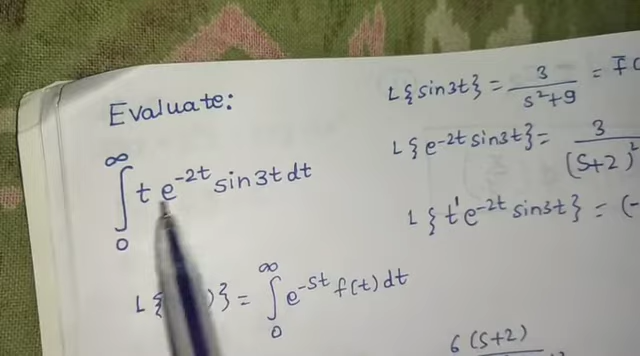 Evaluate:
∫₀^∞ t e^{-2t} sin3t dt
L{ )} = ∫₀^∞ e^{-st} f(t) dt
L{sin3t} = 3/(s²+9) = F(
L{e^{-2t} sin3t} = 3/(s+2)²
L{t' e^{-2t} sin3t} = (-
6(s+2)